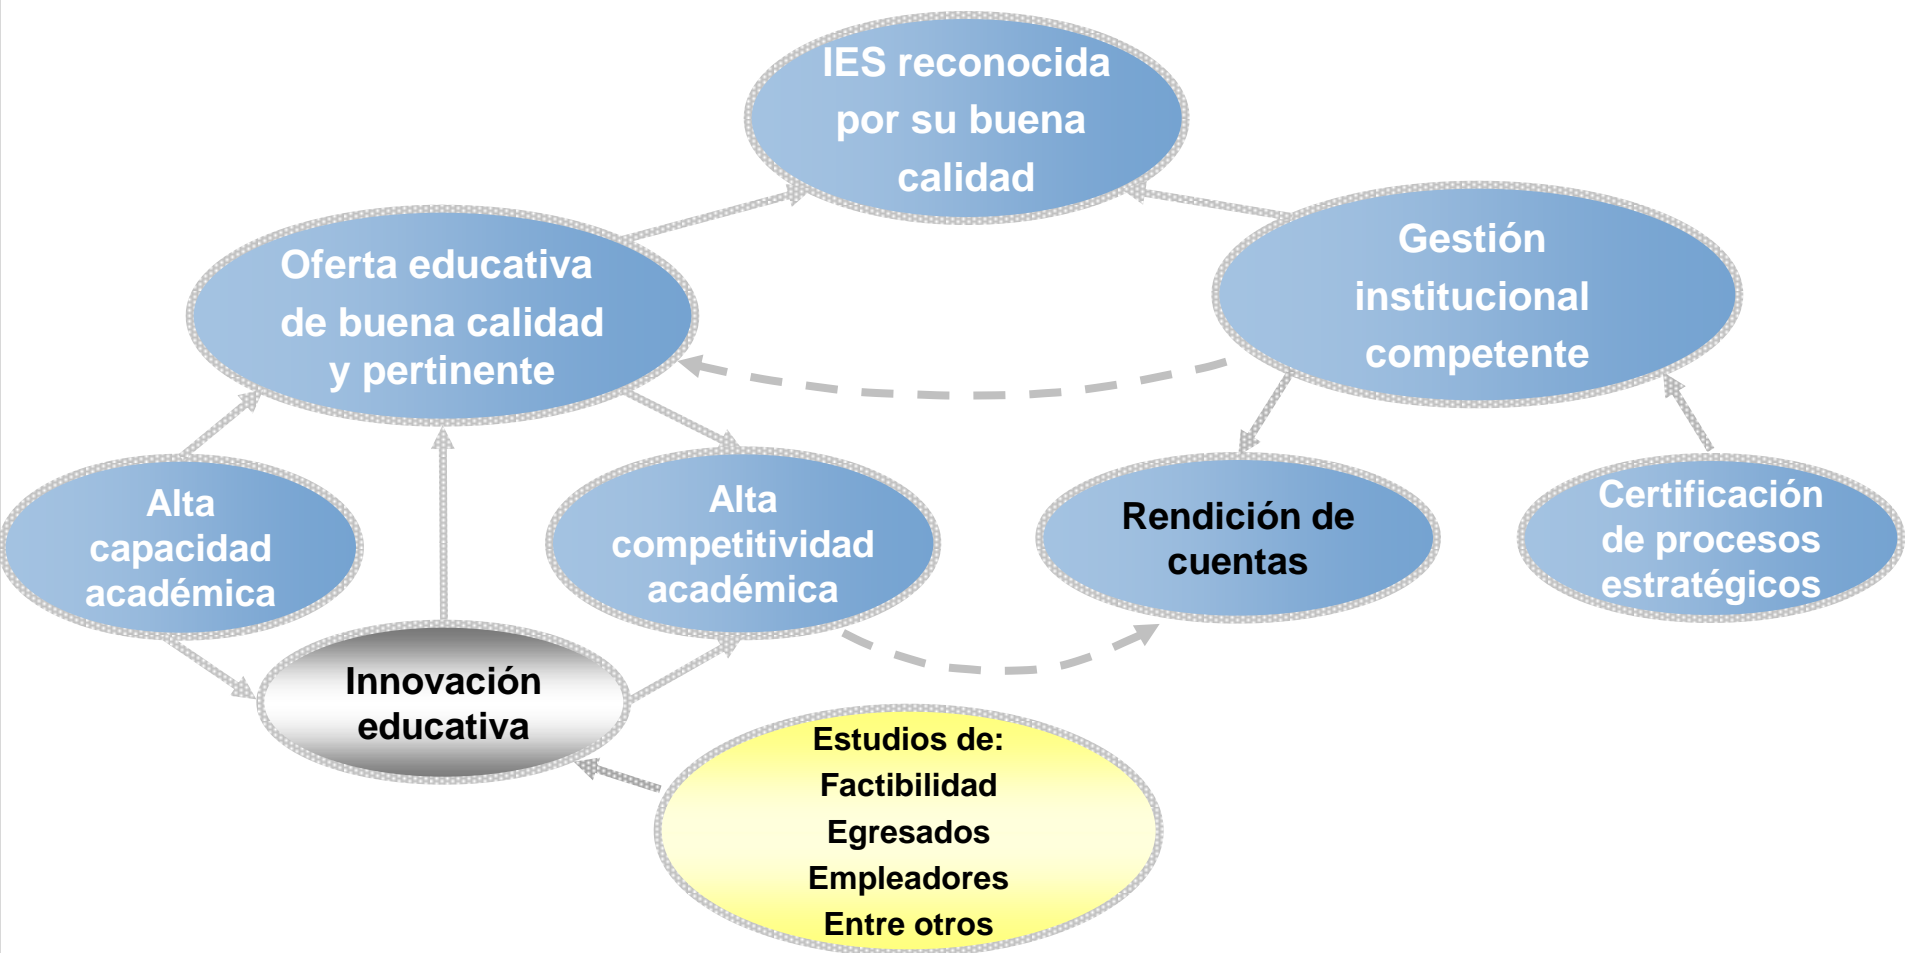 IES reconocida
por su buena
calidad
Oferta educativa
de buena calidad
y pertinente
Gestión
institucional
competente
Alta
capacidad
académica
Alta
competitividad
académica
Rendición de
cuentas
Certificación
de procesos
estratégicos
Innovación
educativa
Estudios de:
Factibilidad
Egresados
Empleadores
Entre otros